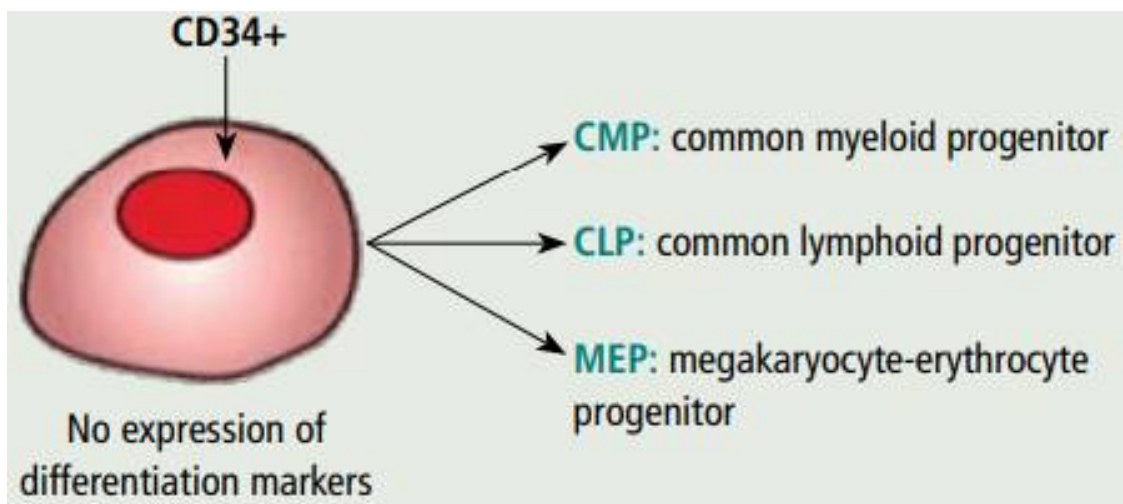 CD34+
CMP: common myeloid progenitor
CLP: common lymphoid progenitor
MEP: megakaryocyte-erythrocyte
progenitor
No expression of
differentiation markers